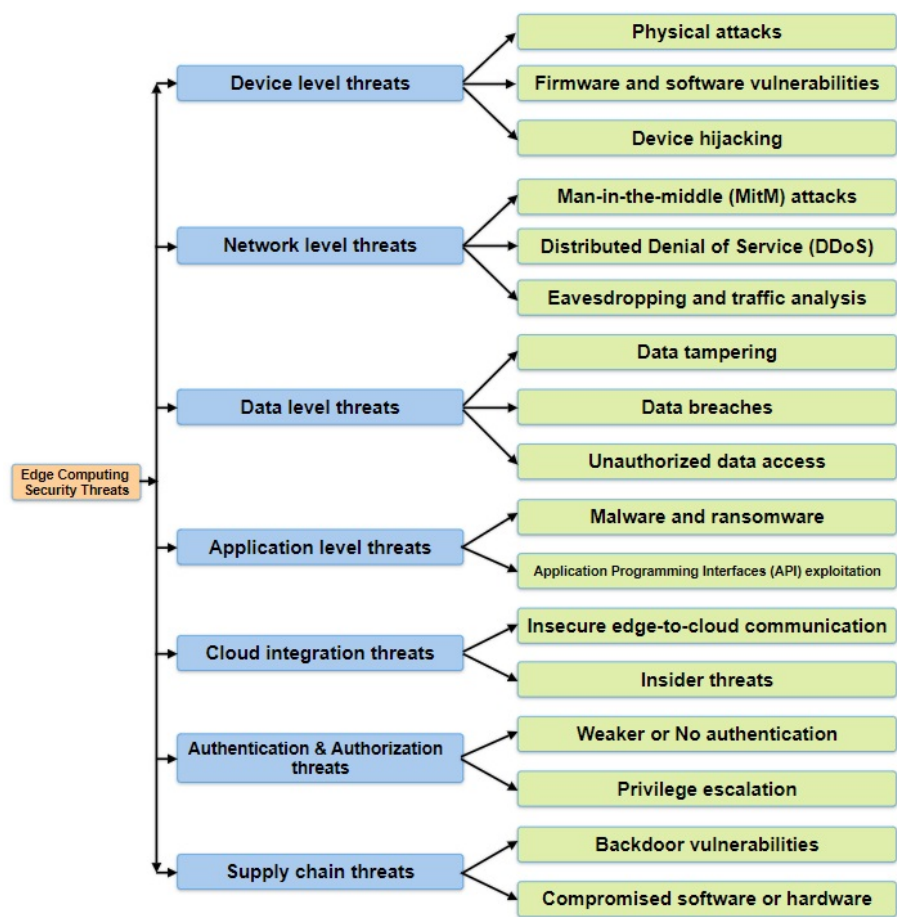 Edge Computing
Security Threats
Device level threats
Physical attacks
Firmware and software vulnerabilities
Device hijacking
Network level threats
Man-in-the-middle (MitM) attacks
Distributed Denial of Service (DDoS)
Eavesdropping and traffic analysis
Data level threats
Data tampering
Data breaches
Unauthorized data access
Application level threats
Malware and ransomware
Application Programming Interfaces (API) exploitation
Cloud integration threats
Insecure edge-to-cloud communication
Insider threats
Authentication & Authorization
threats
Weaker or No authentication
Privilege escalation
Supply chain threats
Backdoor vulnerabilities
Compromised software or hardware